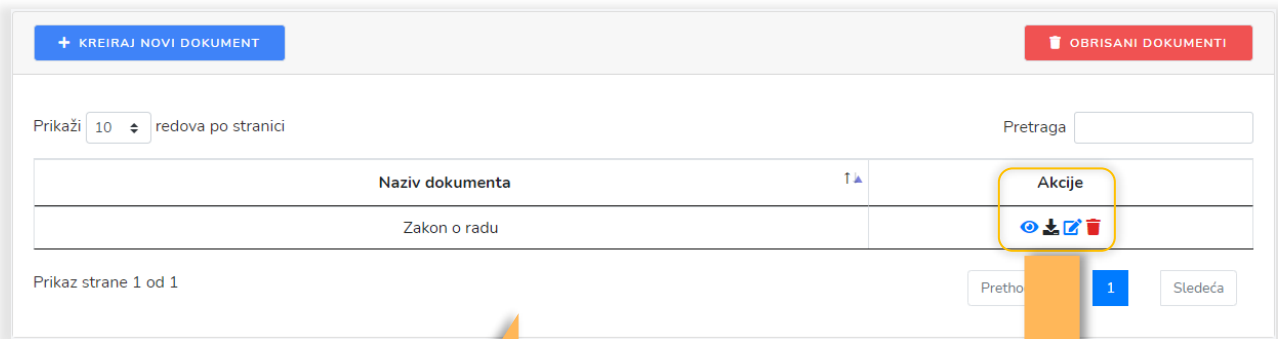 + KREIRAJ NOVI DOKUMENT
OBRISANI DOKUMENTI
Prikaži 10 redova po stranici
Pretraga
Naziv dokumenta
Akcije
Zakon o radu
Prikaz strane 1 od 1
1
Sledeća